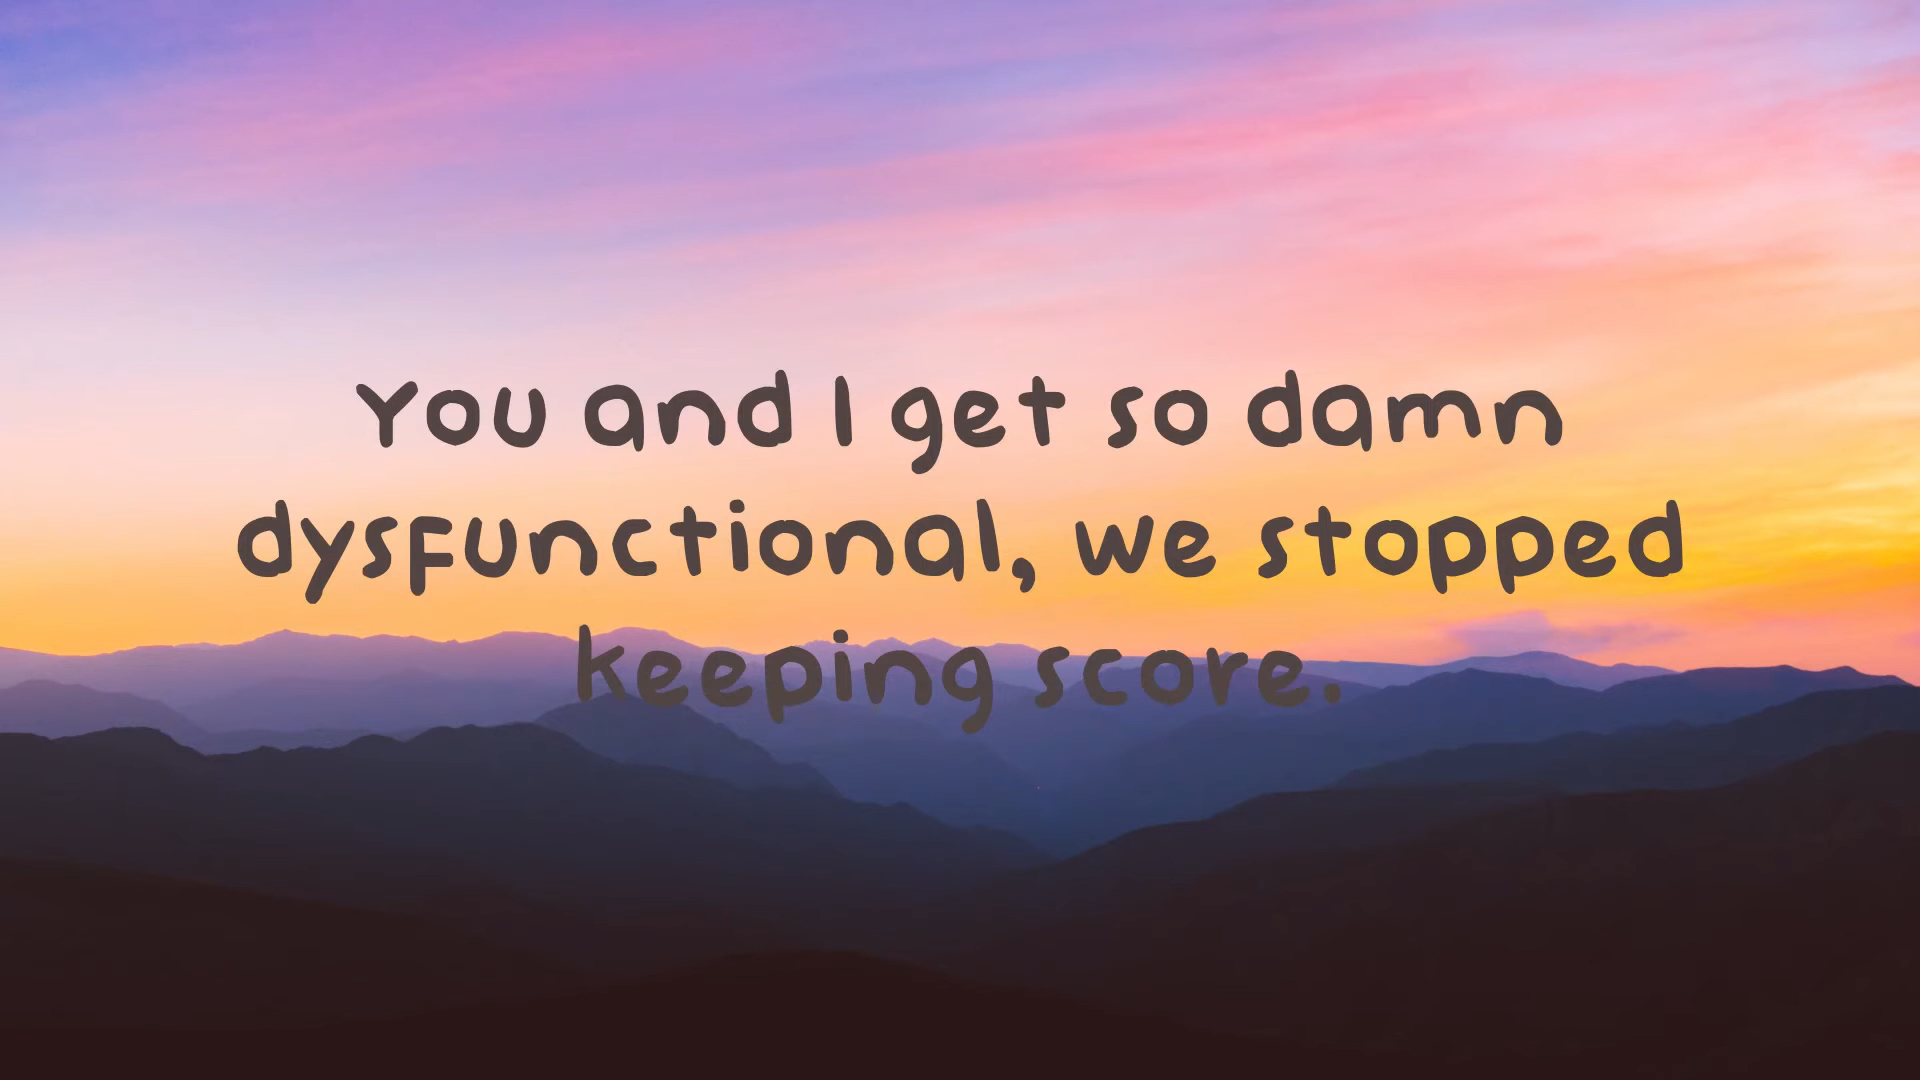 You and I get so damn
dysfunctional, we stopped
keeping score.